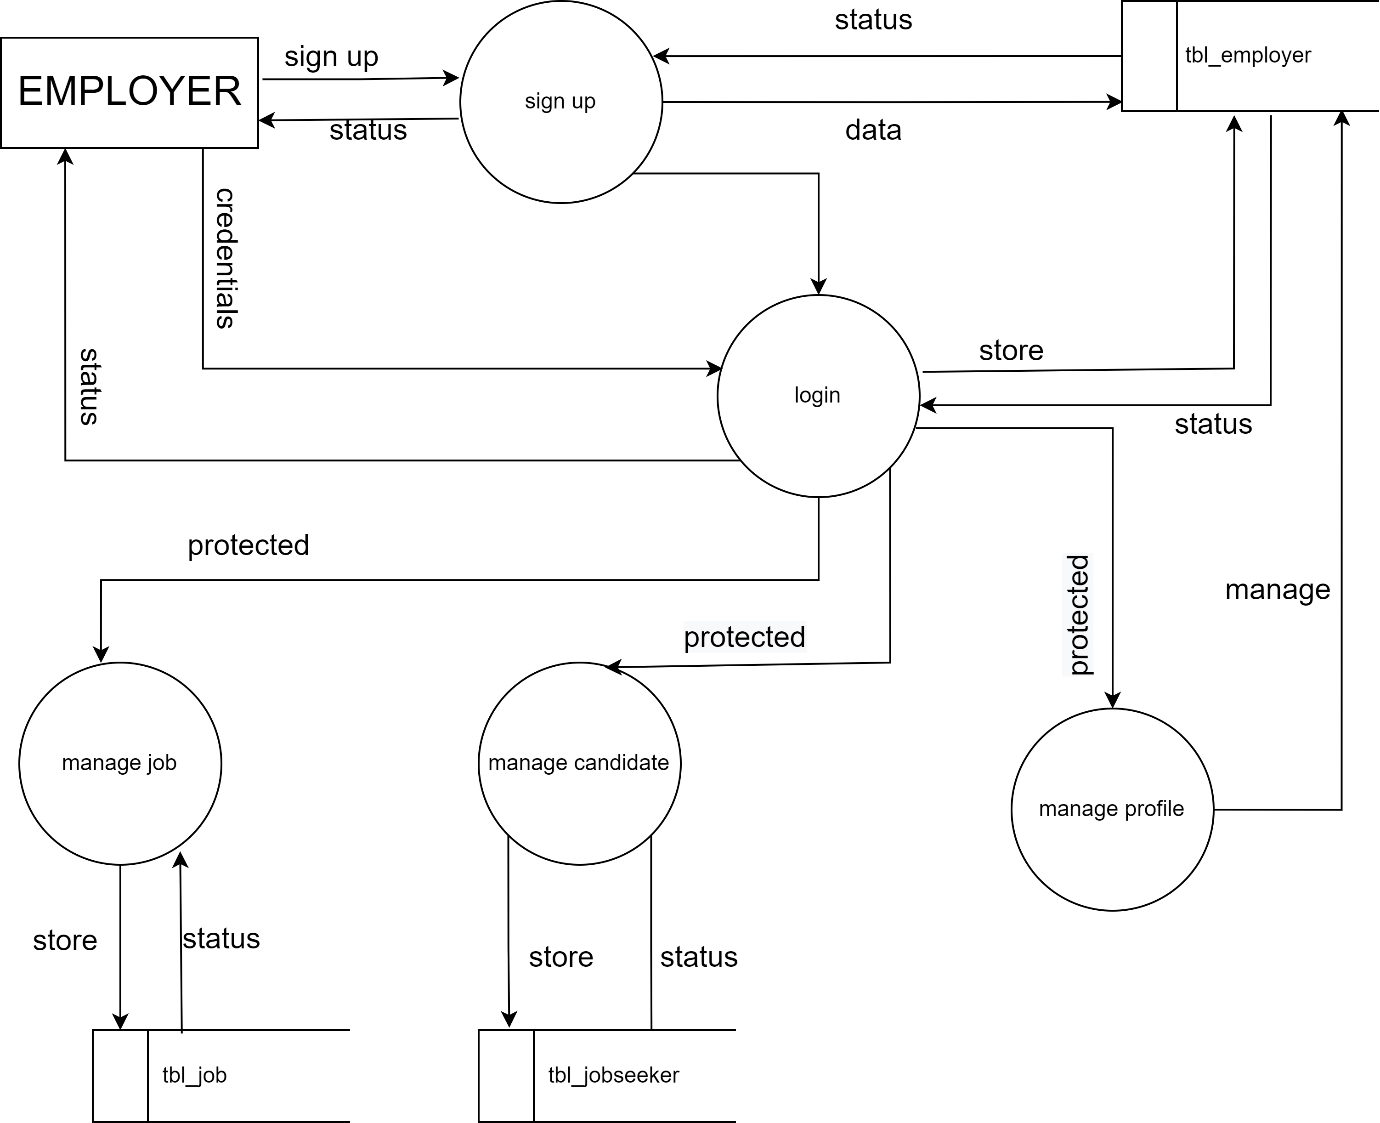 status
sign up
tbl_employer
EMPLOYER
sign up
status
data
credentials
store
status
login
status
protected
protected
manage
protected
manage job
manage candidate
manage profile
store
status
store
status
tbl_job
tbl_jobseeker